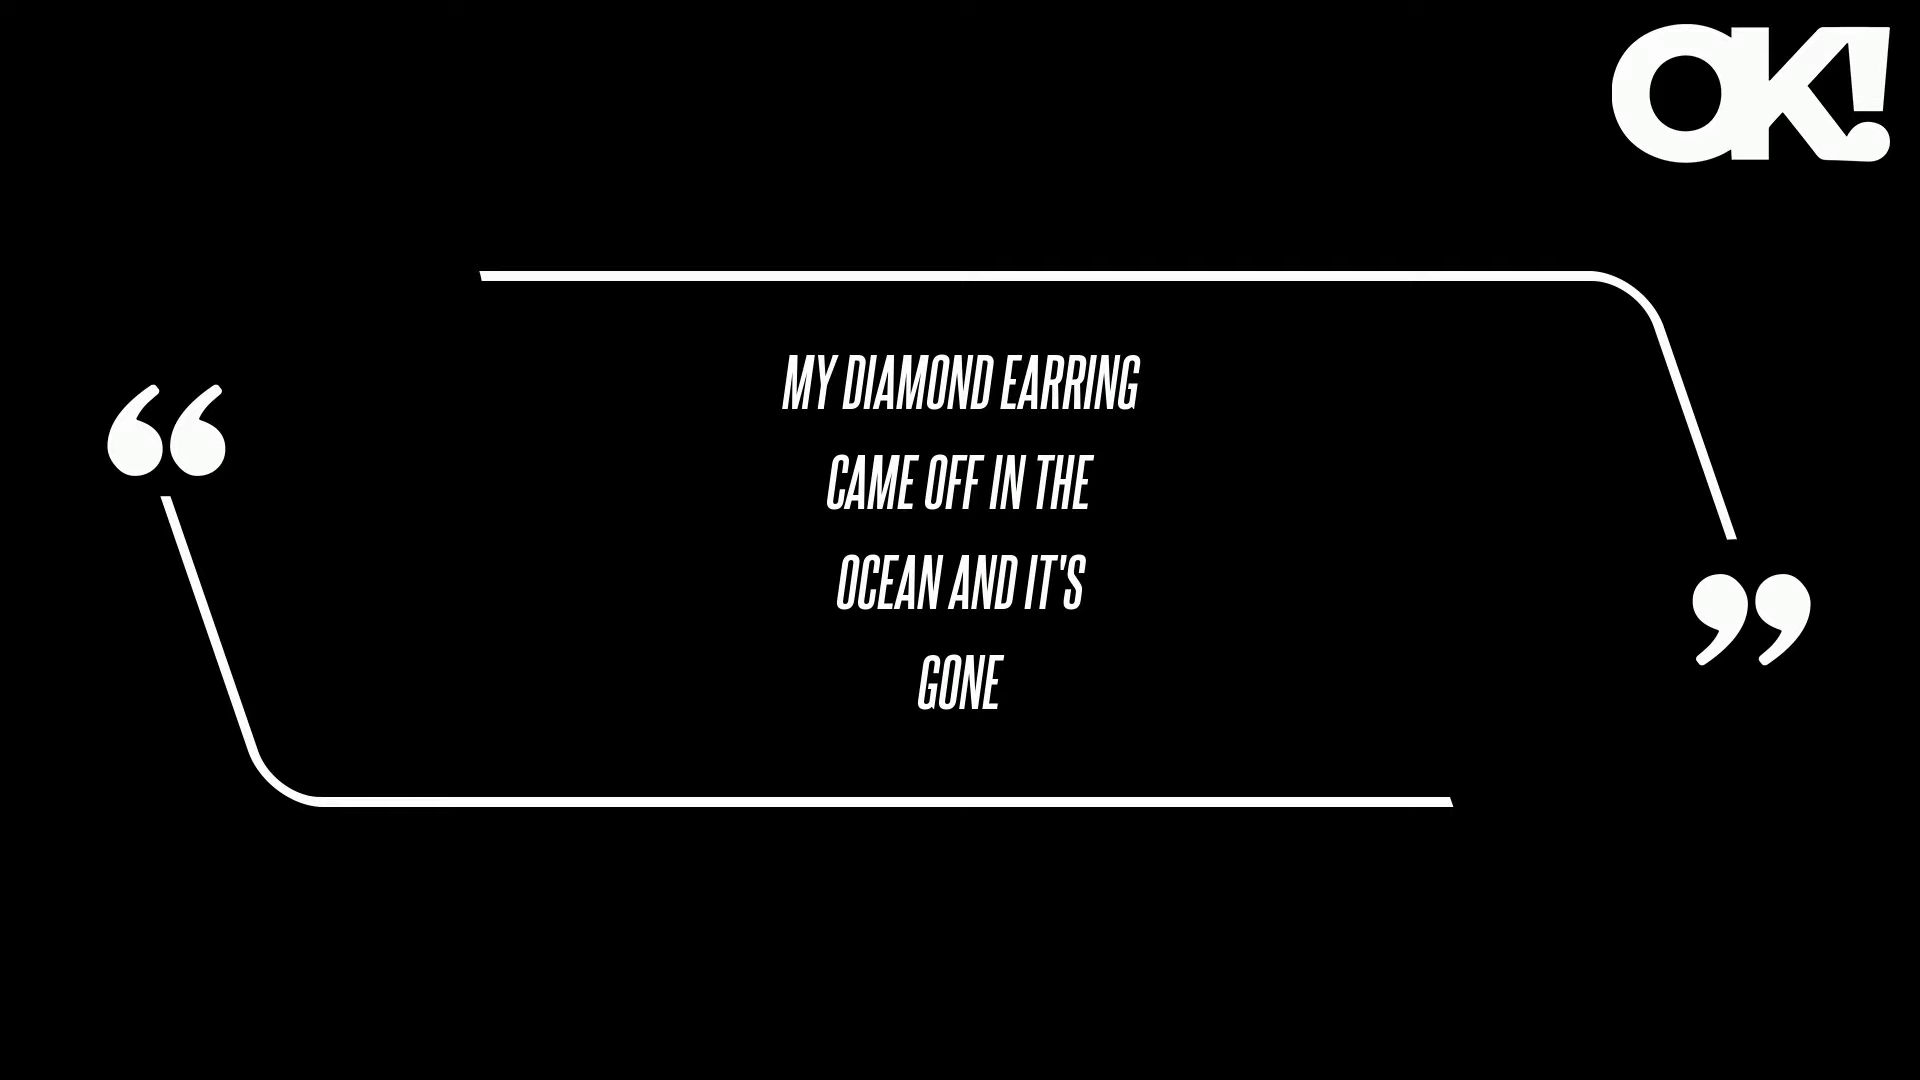 OK!
“
MY DIAMOND EARRING
CAME OFF IN THE
OCEAN AND IT'S
GONE
”